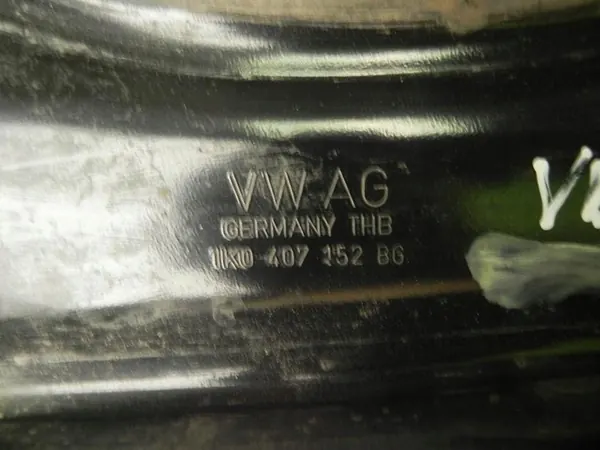 VW AG
GERMANY THB
1K0 407 152 BG